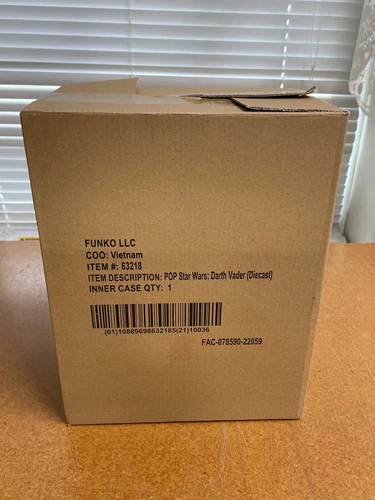 FUNKO LLC
COO: Vietnam
ITEM #: 63218
ITEM DESCRIPTION: POP Star Wars: Darth Vader (Diecast)
INNER CASE QTY: 1
(01)10889698632185(21)10036
FAC-078590-22059